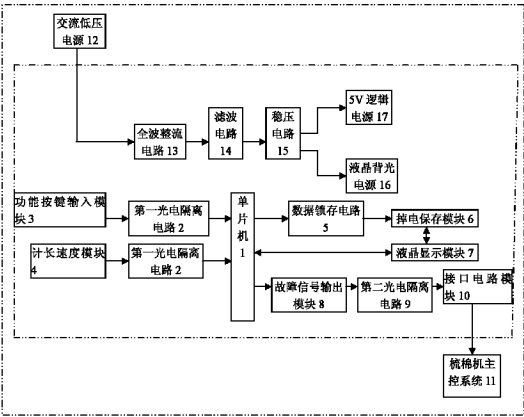 交流低压
电源 12
5V 逻辑
电源 17
滤波
电路
14
稳压
电路
15
全波整流
电路 13
液晶背光
电源 16
功能按键输入模
块 3
第一光电隔离
电路 2
单
片
机
1
数据锁存电路
5
掉电保存模块 6
计长速度模块
4
第一光电隔离
电路 2
液晶显示模块 7
故障信号输出
模块 8
第二光电隔离
电路 9
接口电路模
块 10
梳棉机主
控系统 11